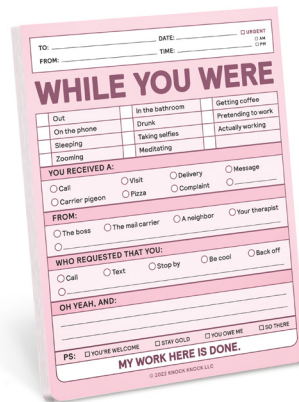 TO: DATE: URGENT
FROM: TIME: AM PM
WHILE YOU WERE
Out In the bathroom Getting coffee
On the phone Drunk Pretending to work
Sleeping Taking selfies Actually working
Zooming Meditating
YOU RECEIVED A:
Call Visit Delivery Message
Carrier pigeon Pizza Complaint
FROM:
The boss The mail carrier A neighbor Your therapist
WHO REQUESTED THAT YOU:
Call Text Stop by Be cool Back off
OH YEAH, AND:
PS: YOU'RE WELCOME STAY GOLD YOU OWE ME SO THERE
MY WORK HERE IS DONE.
© 2022 KNOCK KNOCK LLC